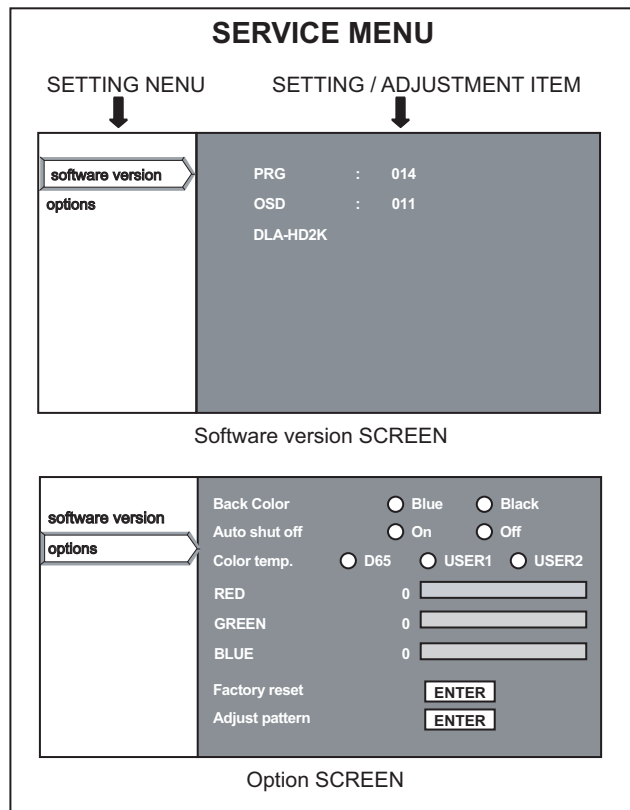 SERVICE MENU
SETTING NENU SETTING / ADJUSTMENT ITEM
software version
options
PRG : 014
OSD : 011
DLA-HD2K
Software version SCREEN
software version
options
Back Color Blue Black
Auto shut off On Off
Color temp. D65 USER1 USER2
RED 0
GREEN 0
BLUE 0
Factory reset ENTER
Adjust pattern ENTER
Option SCREEN